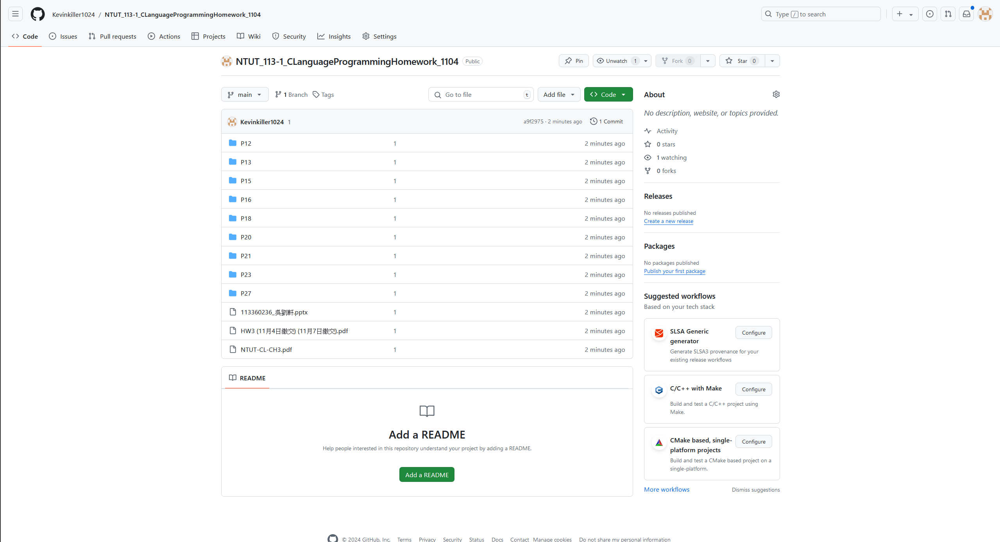 Kevinkiller1024 / NTUT_113-1_CLanguageProgrammingHomework_1104
Type / to search
Code Issues Pull requests Actions Projects Wiki Security Insights Settings
NTUT_113-1_CLanguageProgrammingHomework_1104 Public
Pin Unwatch 1 Fork 0 Star 0
main 1 Branch Tags Go to file t Add file Code
Kevinkiller1024 1 a9f2975 · 2 minutes ago 1 Commit
P12 1 2 minutes ago
P13 1 2 minutes ago
P15 1 2 minutes ago
P16 1 2 minutes ago
P18 1 2 minutes ago
P20 1 2 minutes ago
P21 1 2 minutes ago
P23 1 2 minutes ago
P27 1 2 minutes ago
113360236_吳劉軒.pptx 1 2 minutes ago
HW3 (11月4日繳交) (11月7日繳交).pdf 1 2 minutes ago
NTUT-CL-CH3.pdf 1 2 minutes ago
README
Add a README
Help people interested in this repository understand your project by adding a README.
Add a README
About
No description, website, or topics provided.
Activity
0 stars
1 watching
0 forks
Releases
No releases published
Create a new release
Packages
No packages published
Publish your first package
Suggested workflows
Based on your tech stack
SLSA Generic
generator
Configure
Generate SLSA3 provenance for your
existing release workflows
C/C++ with Make
Configure
Build and test a C/C++ project using
Make.
CMake based, single-
platform projects
Configure
Build and test a CMake based project on a
single-platform.
More workflows Dismiss suggestions
© 2024 GitHub, Inc. Terms Privacy Security Status Docs Contact Manage cookies Do not share my personal information